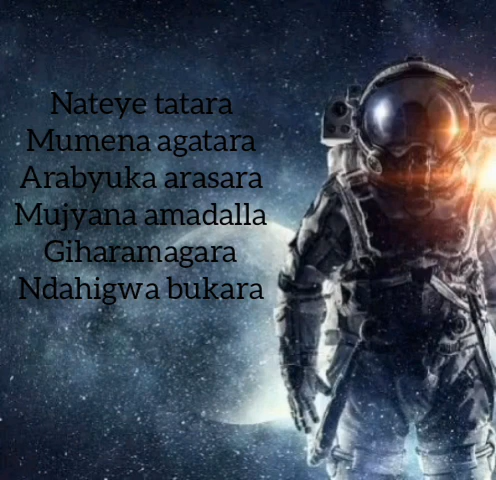 Nateye tatara
Mumena agatara
Arabyuka arasara
Mujyana amadalla
Giharamagara
Ndahigwa bukara